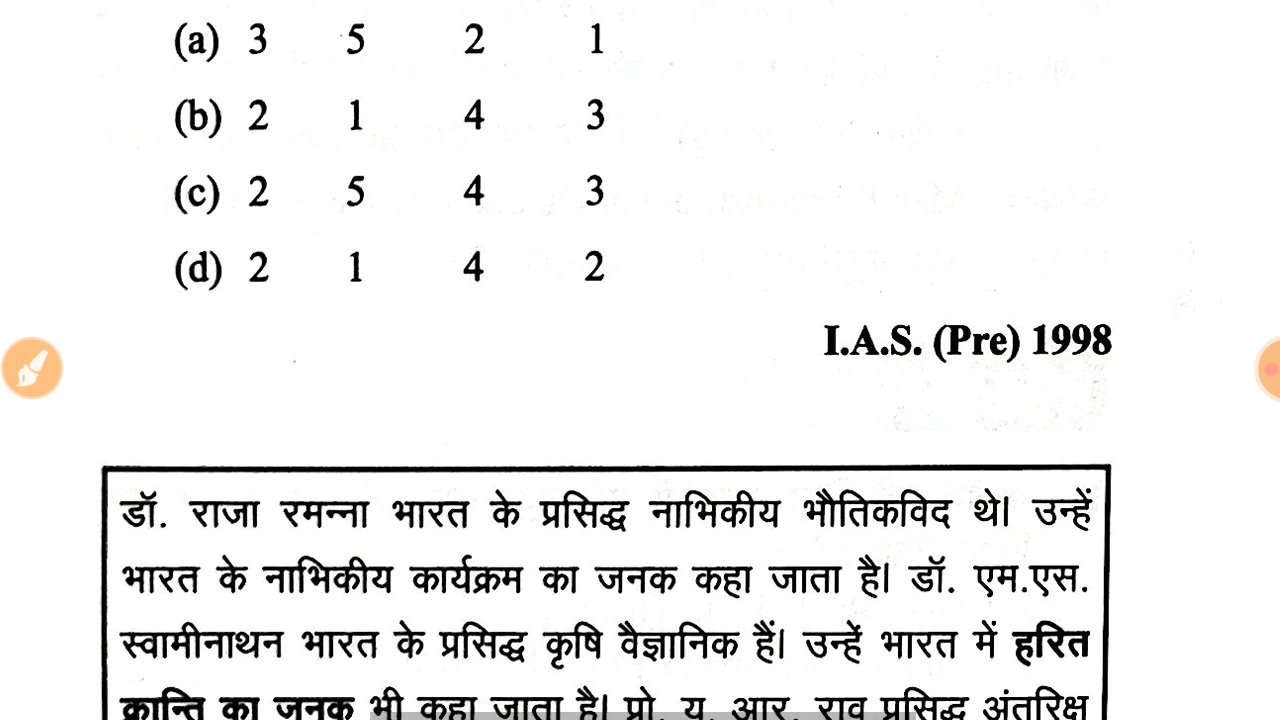 (a) 3 5 2 1
(b) 2 1 4 3
(c) 2 5 4 3
(d) 2 1 4 2
I.A.S. (Pre) 1998
डॉ. राजा रमन्ना भारत के प्रसिद्ध नाभिकीय भौतिकविद थे। उन्हें
भारत के नाभिकीय कार्यक्रम का जनक कहा जाता है। डॉ. एम.एस.
स्वामीनाथन भारत के प्रसिद्ध कृषि वैज्ञानिक हैं। उन्हें भारत में हरित
क्रान्ति का जनक भी कहा जाता है। प्रो. यू. आर. राव प्रसिद्ध अंतरिक्ष